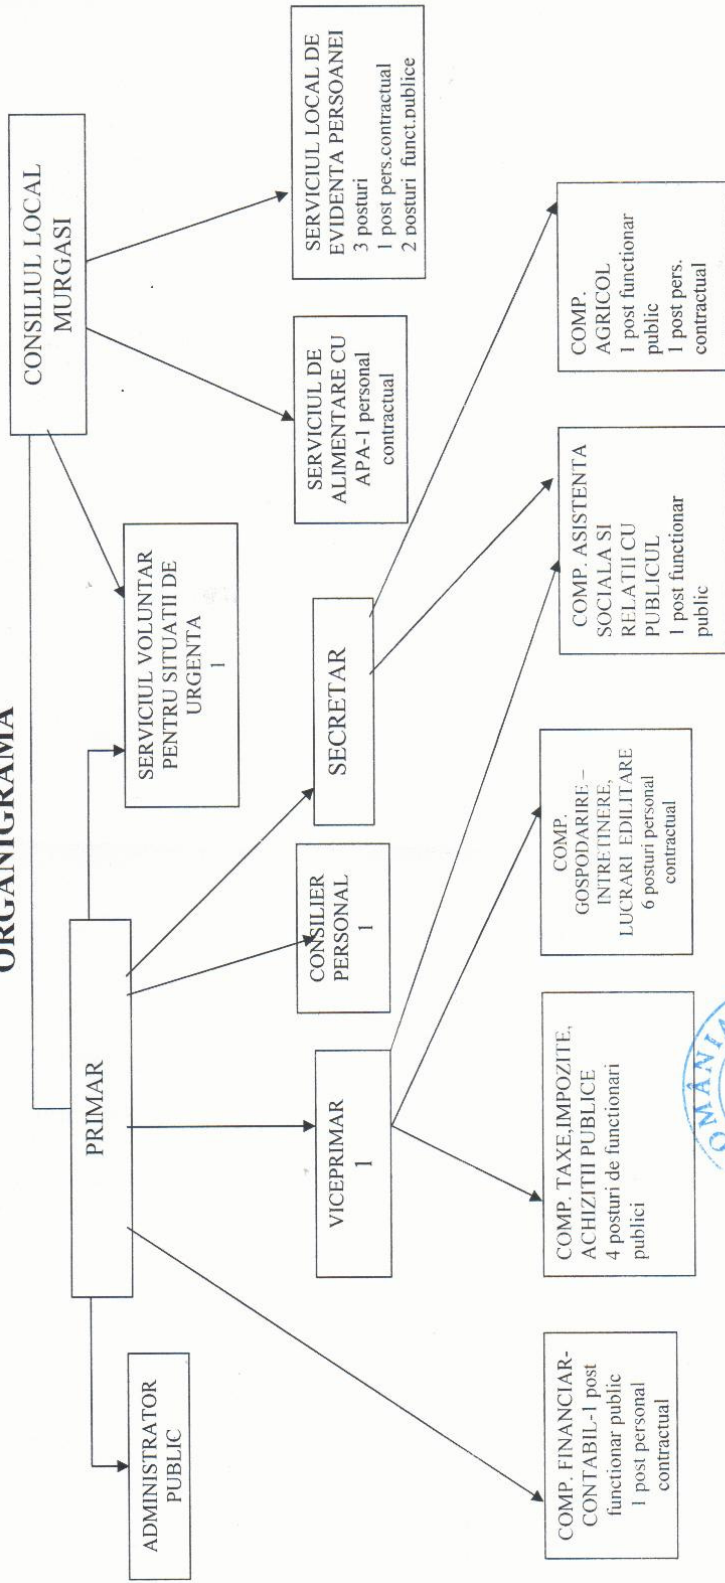 ORGANIGRAMA
CONSILIUL LOCAL
MURGASI
PRIMAR
ADMINISTRATOR
PUBLIC
SERVICIUL VOLUNTAR
PENTRU SITUATII DE
URGENTA
1
SERVICIUL DE
ALIMENTARE CU
APA-1 personal
contractual
SERVICIUL LOCAL DE
EVIDENTA PERSOANEI
3 posturi
1 post pers.contractual
2 posturi funct.publice
VICEPRIMAR
1
CONSILIER
PERSONAL
1
SECRETAR
COMP. FINANCIAR-
CONTABIL-1 post
functionar public
1 post personal
contractual
COMP. TAXE,IMPOZITE,
ACHIZITII PUBLICE
4 posturi de functionari
publici
COMP.
GOSPODARIRE –
INTRETINERE,
LUCRARI EDILITARE
6 posturi personal
contractual
COMP. ASISTENTA
SOCIALA SI
RELATII CU
PUBLICUL
1 post functionar
public
COMP.
AGRICOL
1 post functionar
public
1 post pers.
contractual
OMÂNIA